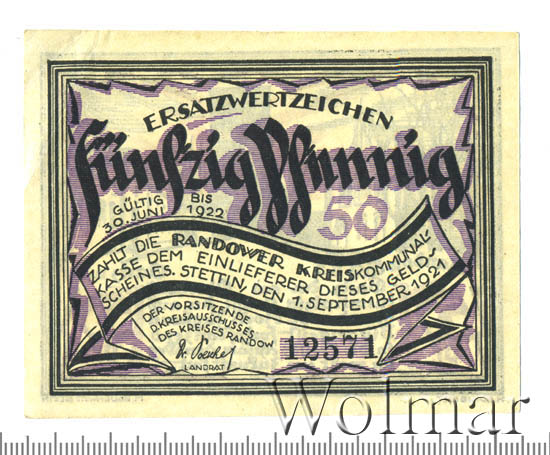 ERSATZWERTZEICHEN
Fünfzig Pfennig
GÜLTIG BIS
30. JUNI 1922
50
ZAHLT DIE RANDOWER KREISKOMMUNAL-
KASSE DEM EINLIEFERER DIESES GELD-
SCHEINES. STETTIN, DEN 1. SEPTEMBER 1921
DER VORSITZENDE
D. KREISAUSSCHUSSES
DES KREISES RANDOW
LANDRAT
12571
Wolmar